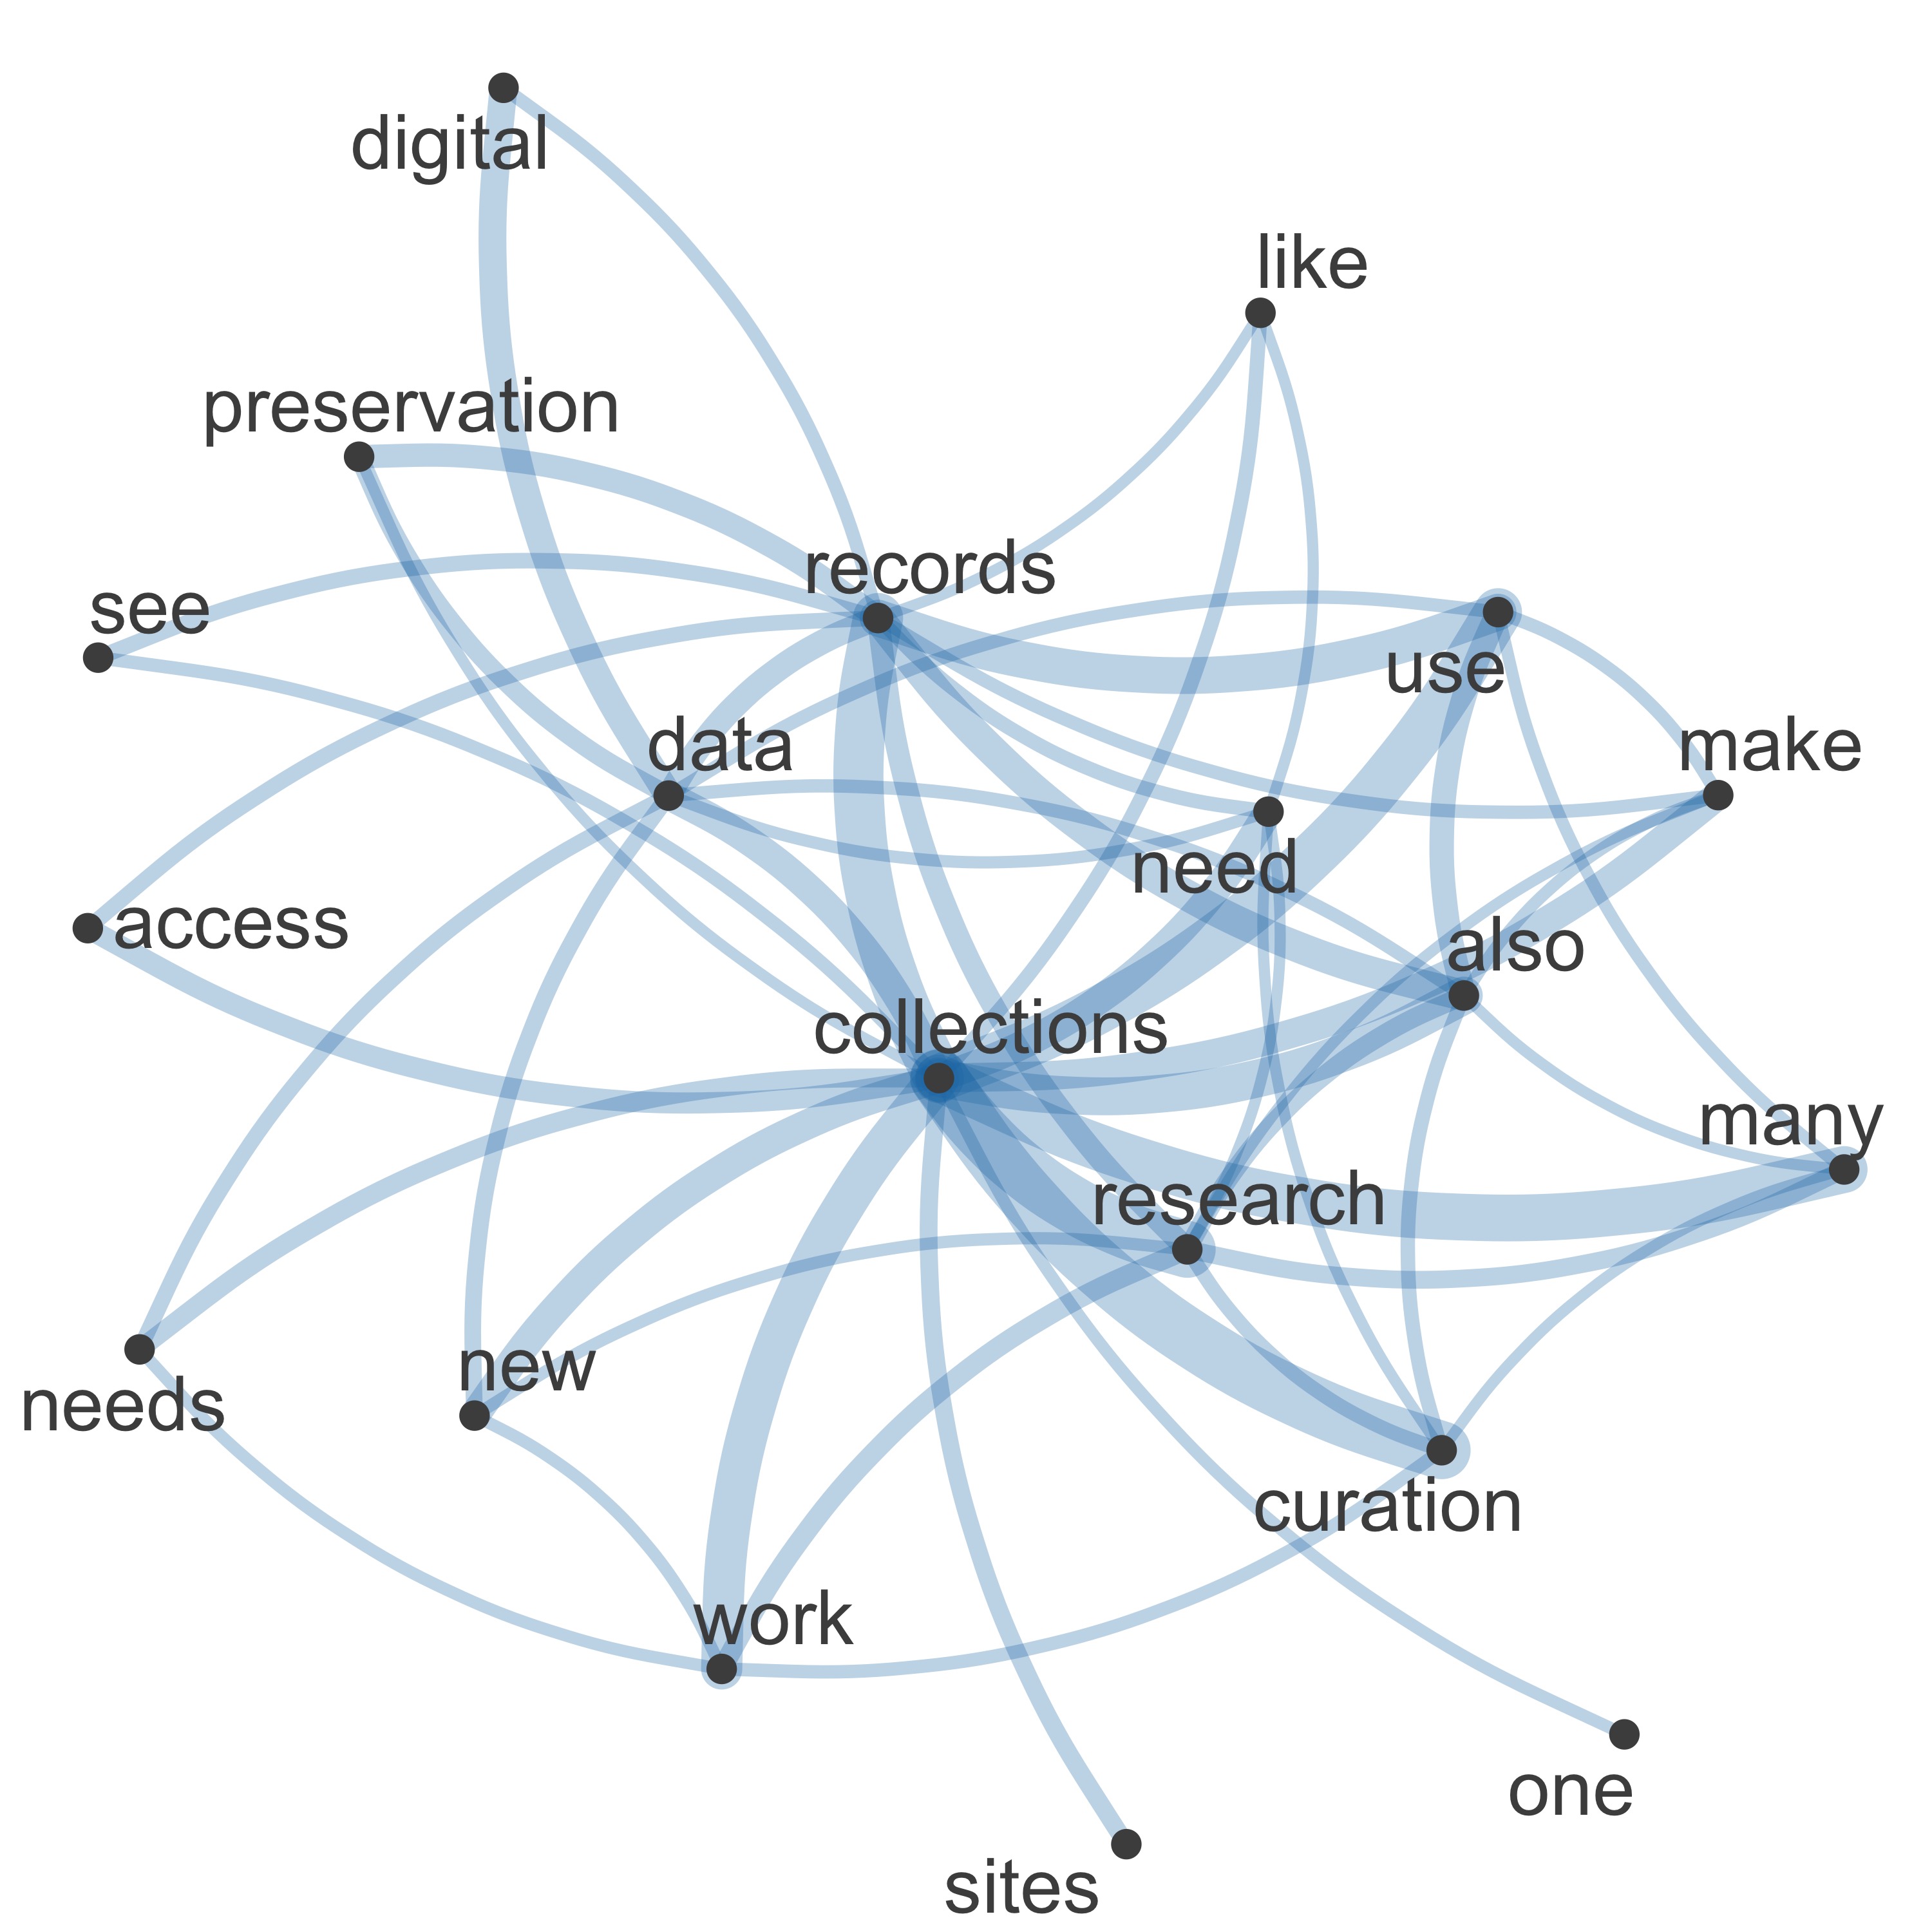 digital
like
preservation
records
see
use
data
make
need
access
also
collections
many
research
new
needs
curation
work
one
sites